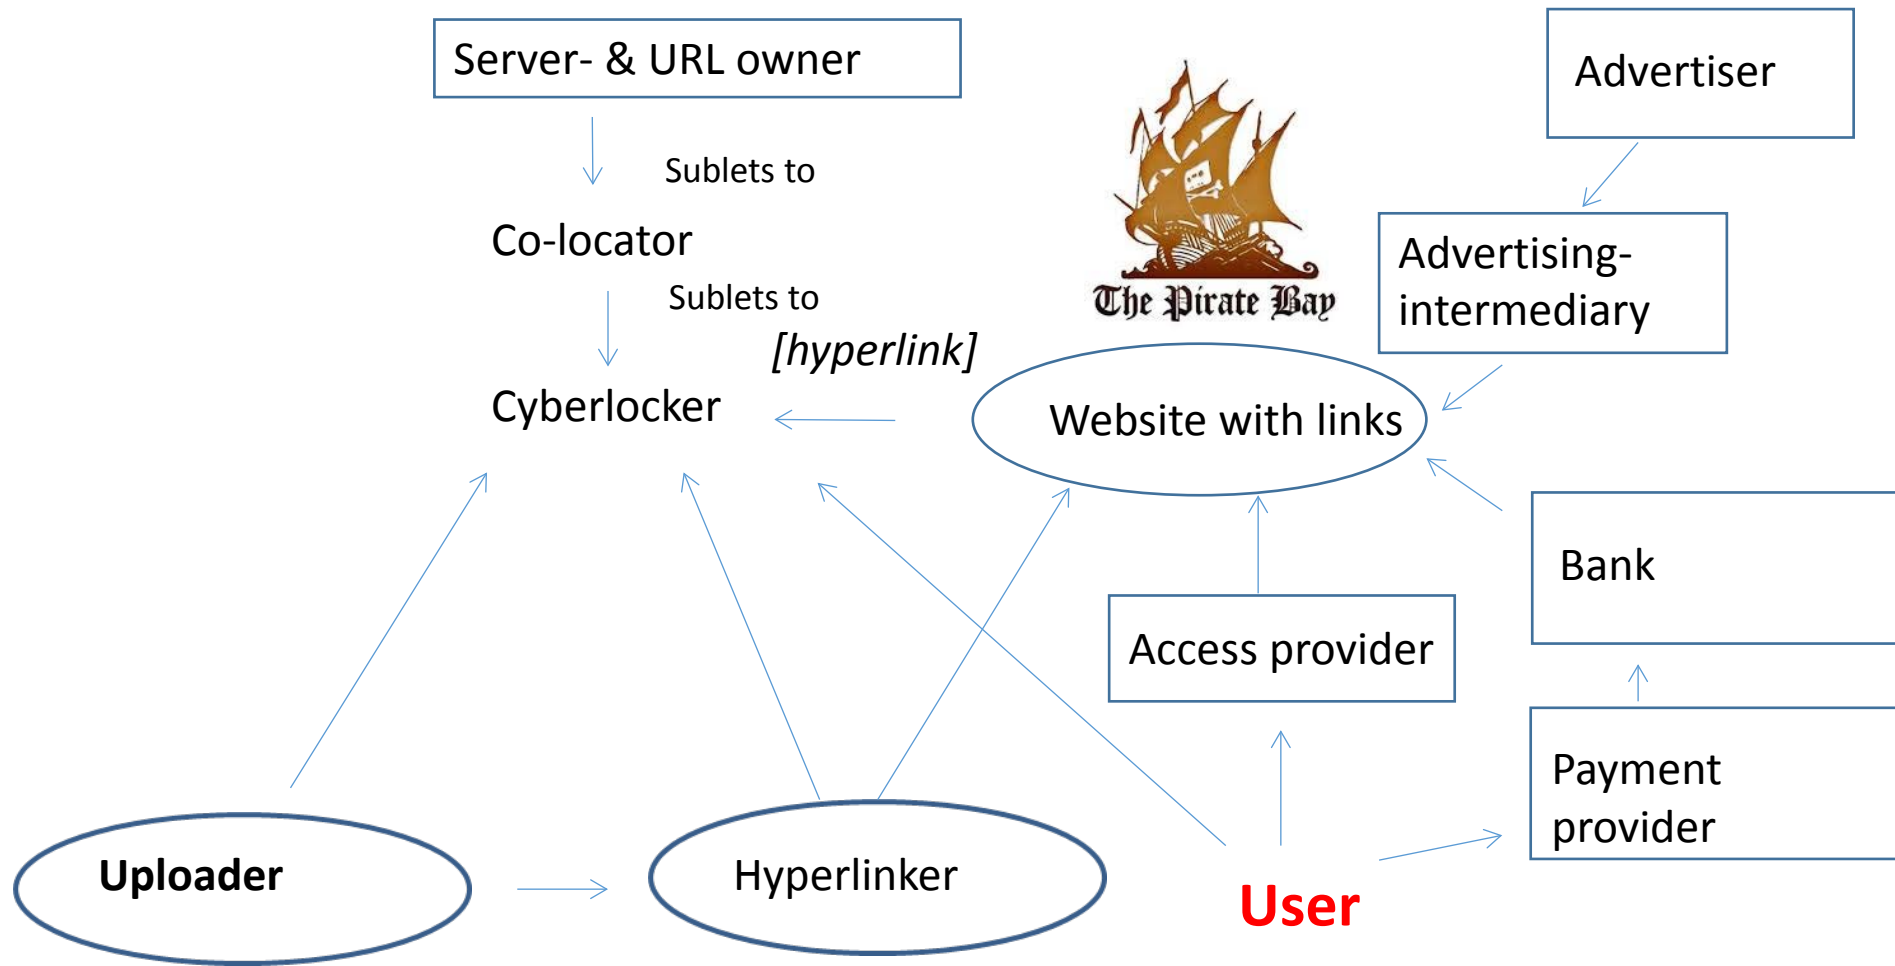 Server- & URL owner
Advertiser
Sublets to
Co-locator
Advertising-
intermediary
Sublets to
The Pirate Bay
[hyperlink]
Cyberlocker
Website with links
Bank
Access provider
Payment
provider
Uploader
Hyperlinker
User